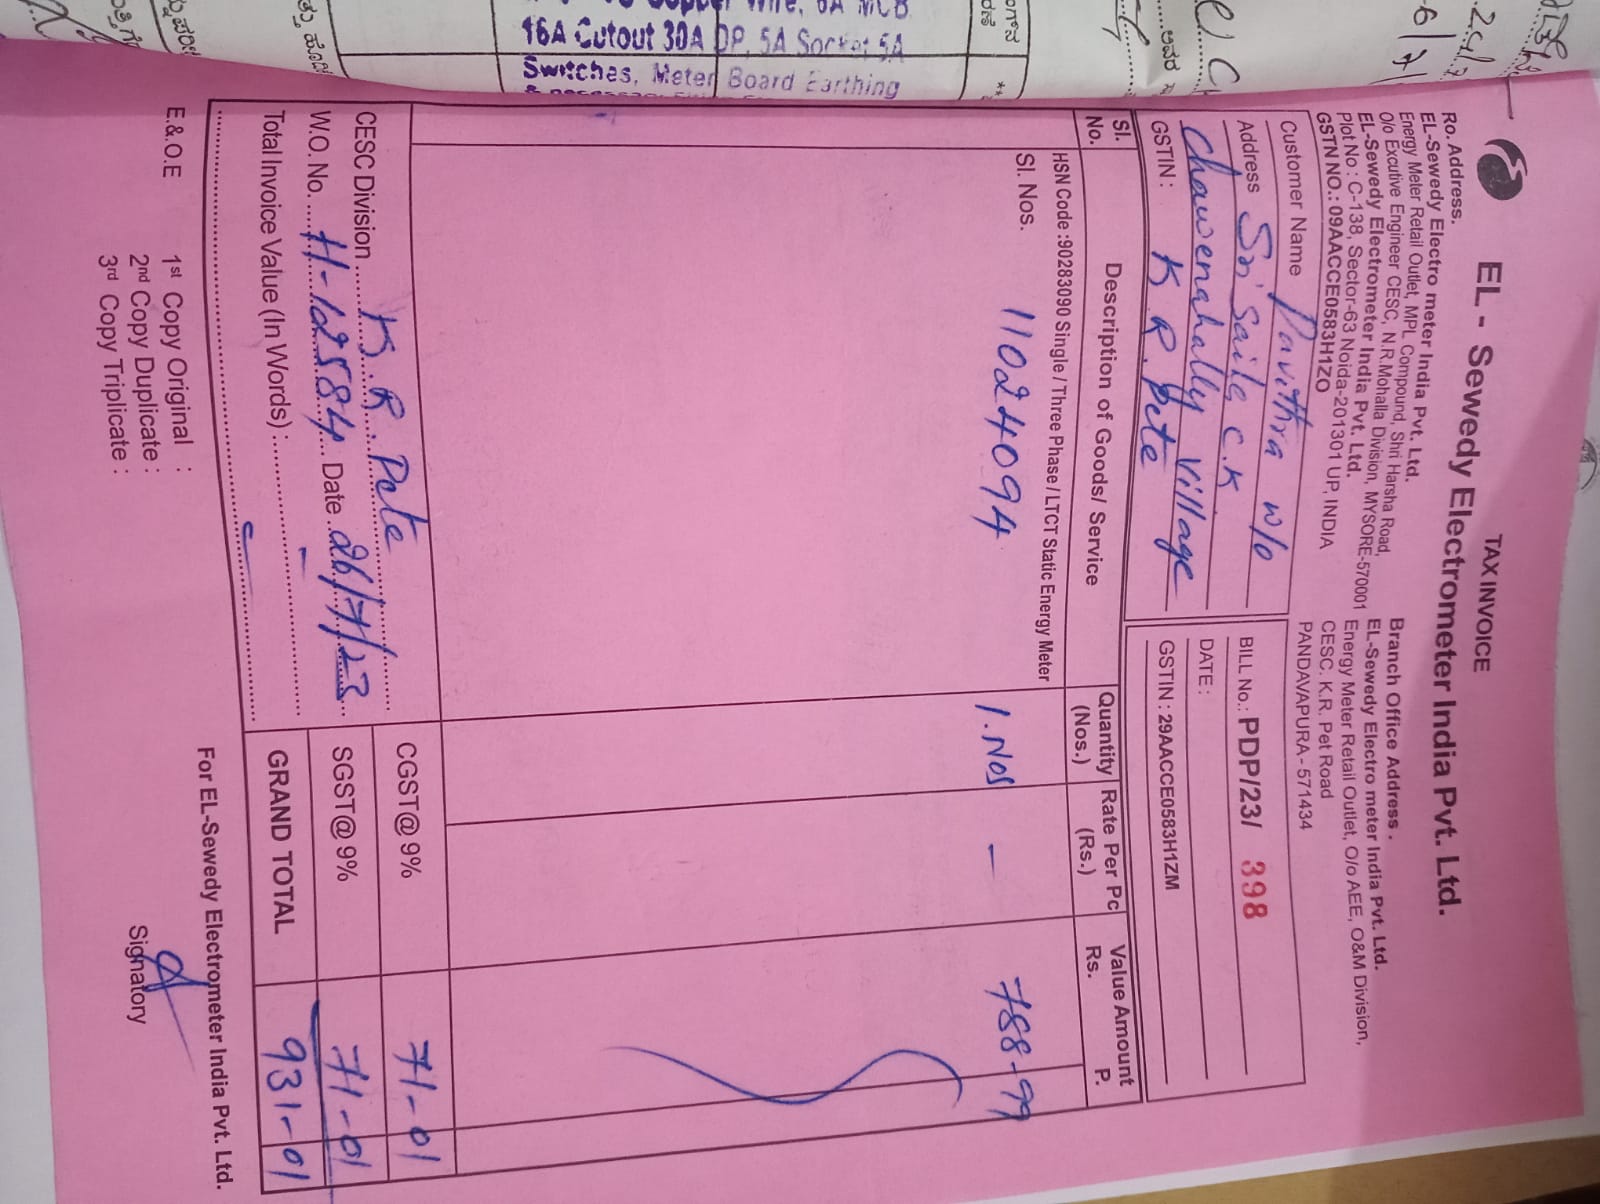 TAX INVOICE
EL - Sewedy Electrometer India Pvt. Ltd.
Ro. Address.
EL-Sewedy Electro meter India Pvt. Ltd.
Energy Meter Retail Outlet, MPL Compound, Shri Harsha Road,
O/o Excutive Engineer CESC, N.R.Mohalla Division, MYSORE-570001
EL-Sewedy Electrometer India Pvt. Ltd.
Plot No : C-138, Sector-63 Noida-201301 UP, INDIA
GSTN NO. : 09AACCE0583H1ZO
Branch Office Address .
EL-Sewedy Electro meter India Pvt. Ltd.
Energy Meter Retail Outlet, O/o AEE, O&M Division,
CESC. K.R. Pet Road
PANDAVAPURA - 571434
Customer Name Pavithra w/o
Address Sri Saile C.K
Chowenahally Village
GSTIN : K R. Pete
BILL No.: PDP/23/ 398
DATE :
GSTIN : 29AACCE0583H1ZM
Sl. No. Description of Goods/ Service Quantity (Nos.) Rate Per Pc (Rs.) Value Amount Rs. P.
HSN Code :90283090 Single / Three Phase / LTCT Static Energy Meter
Sl. Nos. 11024094 1.Nos – 788-99
CESC Division K.R. Pete CGST@ 9% 71-01
W.O. No. H-12584 Date 26/7/23 SGST@ 9% 71-01
Total Invoice Value (In Words) : GRAND TOTAL 931-01
E.&.O.E 1st Copy Original :
2nd Copy Duplicate :
3rd Copy Triplicate :
For EL-Sewedy Electrometer India Pvt. Ltd.
Signatory
16A Cutout 30A DP, 5A Socket 5A
Switches, Meter Board Earthing